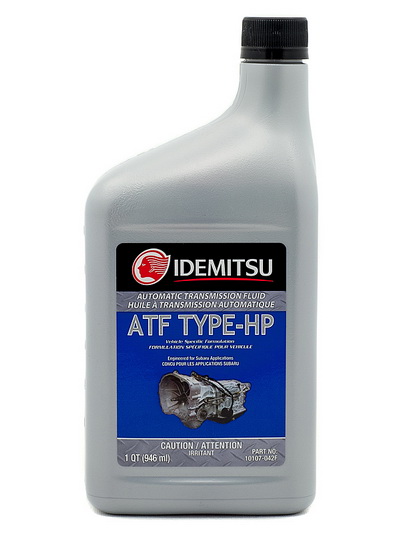 IDEMITSU
AUTOMATIC TRANSMISSION FLUID
HUILE À TRANSMISSION AUTOMATIQUE
ATF TYPE-HP
Vehicle Specific Formulation
FORMULATION SPÉCIFIQUE POUR VÉHICULE
Engineered for Subaru Applications
CONÇU POUR LES APPLICATIONS SUBARU
CAUTION / ATTENTION
IRRITANT
1 QT (946 ml)
PART NO:
10107-042F